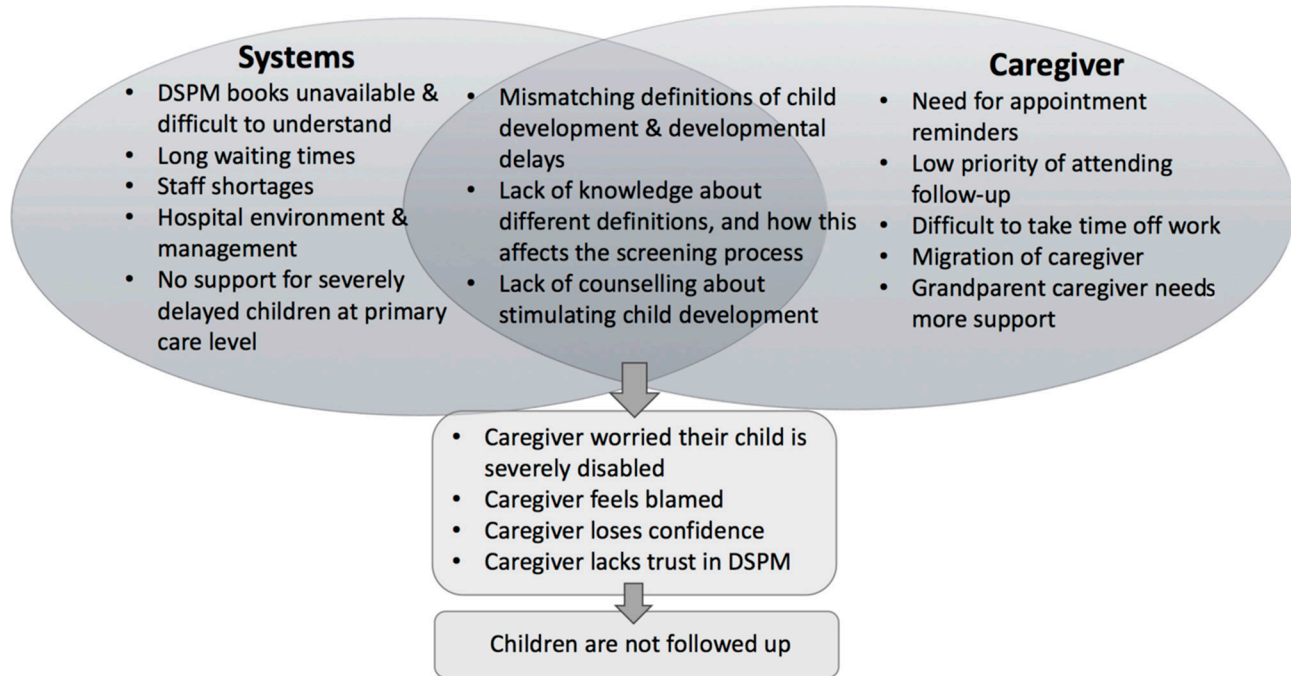 Systems
• DSPM books unavailable &
difficult to understand
• Long waiting times
• Staff shortages
• Hospital environment &
management
• No support for severely
delayed children at primary
care level
• Mismatching definitions of child
development & developmental
delays
• Lack of knowledge about
different definitions, and how this
affects the screening process
• Lack of counselling about
stimulating child development
Caregiver
• Need for appointment
reminders
• Low priority of attending
follow-up
• Difficult to take time off work
• Migration of caregiver
• Grandparent caregiver needs
more support
• Caregiver worried their child is
severely disabled
• Caregiver feels blamed
• Caregiver loses confidence
• Caregiver lacks trust in DSPM
Children are not followed up